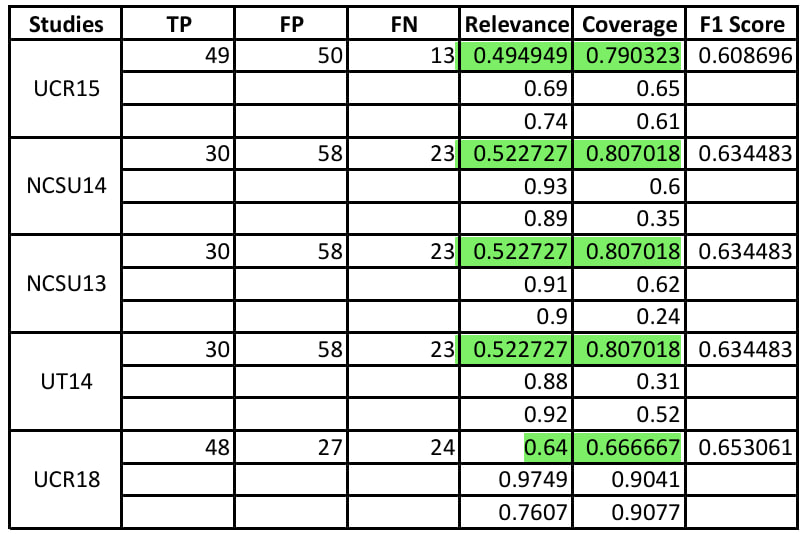 Studies TP FP FN Relevance Coverage F1 Score
49 50 13 0.494949 0.790323 0.608696
UCR15 0.69 0.65
0.74 0.61
30 58 23 0.522727 0.807018 0.634483
NCSU14 0.93 0.6
0.89 0.35
30 58 23 0.522727 0.807018 0.634483
NCSU13 0.91 0.62
0.9 0.24
30 58 23 0.522727 0.807018 0.634483
UT14 0.88 0.31
0.92 0.52
48 27 24 0.64 0.666667 0.653061
UCR18 0.9749 0.9041
0.7607 0.9077